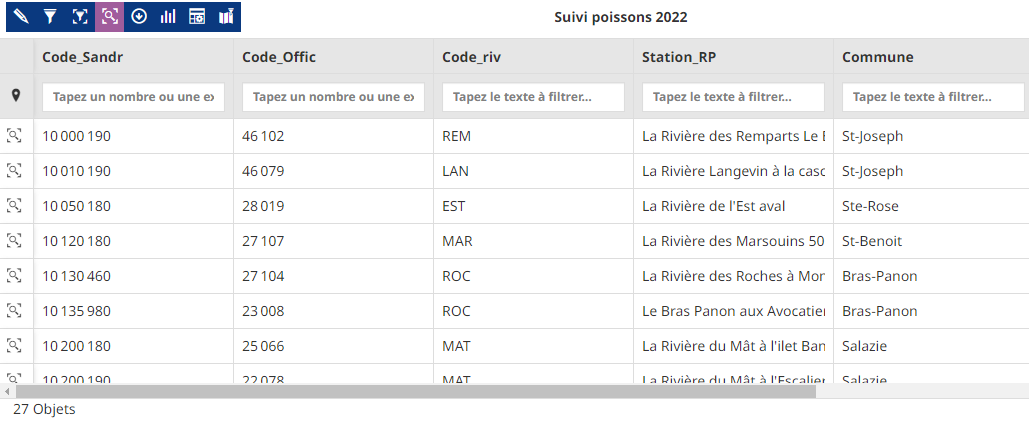 Suivi poissons 2022
Code_Sandr Code_Offic Code_riv Station_RP Commune
Tapez un nombre ou une ex Tapez un nombre ou une ex Tapez le texte à filtrer... Tapez le texte à filtrer... Tapez le texte à filtrer...
10 000 190 46 102 REM La Rivière des Remparts Le St-Joseph
10 010 190 46 079 LAN La Rivière Langevin à la casc St-Joseph
10 050 180 28 019 EST La Rivière de l'Est aval Ste-Rose
10 120 180 27 107 MAR La Rivière des Marsouins 50 St-Benoit
10 130 460 27 104 ROC La Rivière des Roches à Mor Bras-Panon
10 135 980 23 008 ROC Le Bras Panon aux Avocatier Bras-Panon
10 200 180 25 066 MAT La Rivière du Mât à l'ilet Ban Salazie
10 200 190 22 078 MAT La Rivière du Mât à l'Escalier Salazie
27 Objets